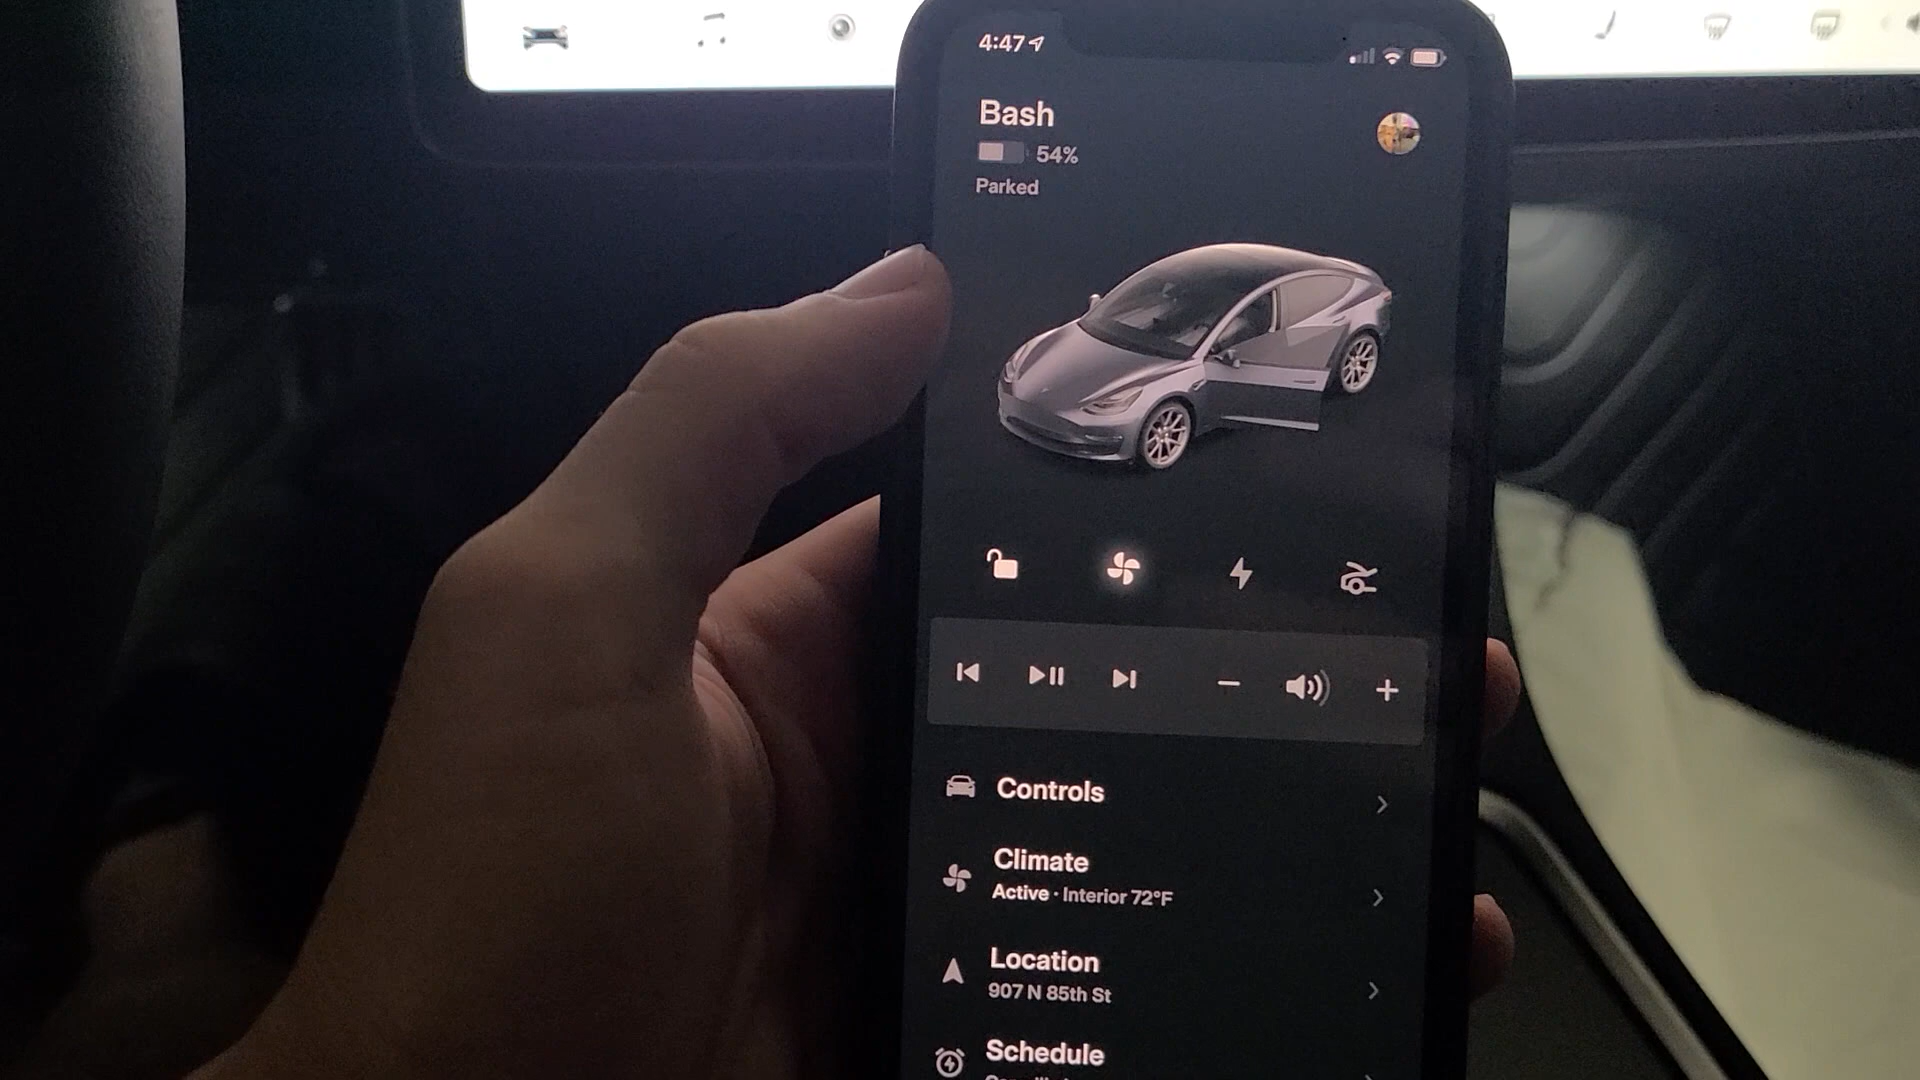 4:47
Bash
54%
Parked
Controls
Climate
Active · Interior 72°F
Location
907 N 85th St
Schedule